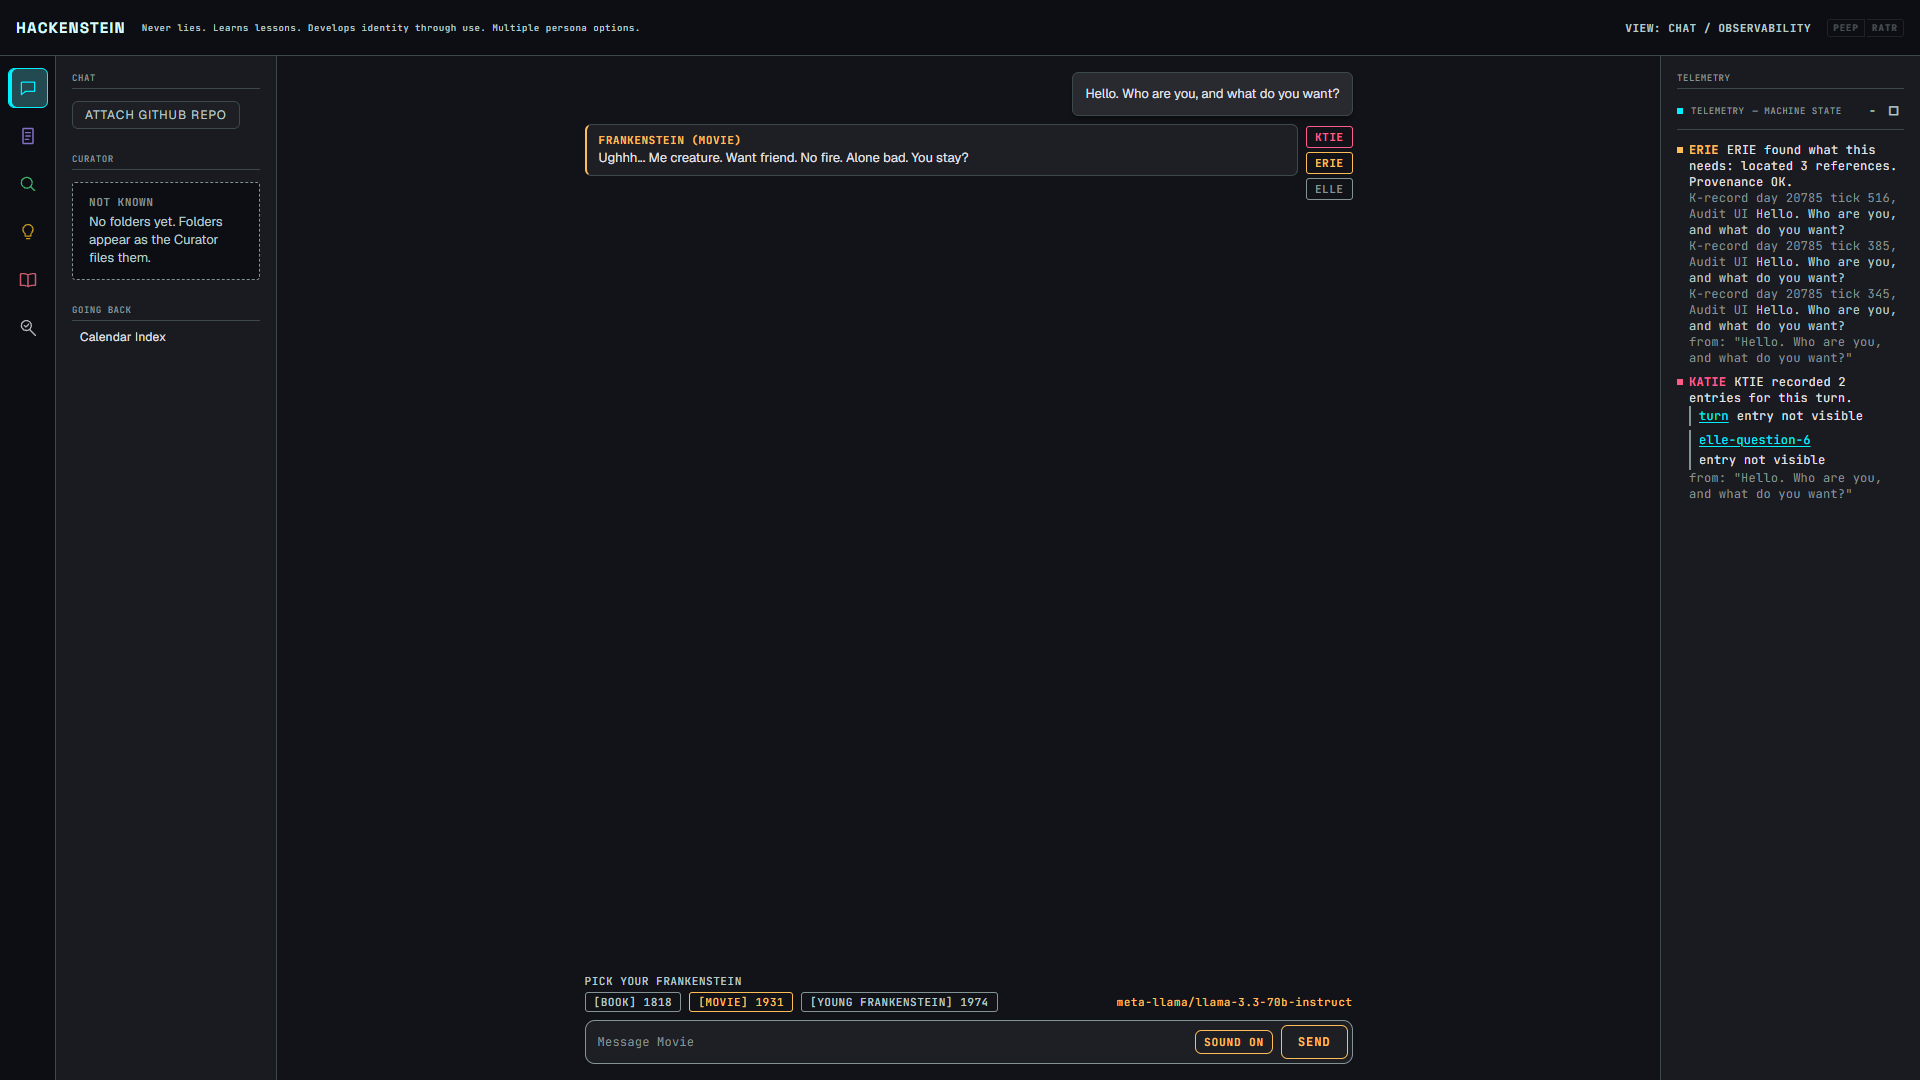 HACKENSTEIN
Never lies. Learns lessons. Develops identity through use. Multiple persona options.
VIEW: CHAT / OBSERVABILITY
PEEP RATR
CHAT
ATTACH GITHUB REPO
CURATOR
NOT KNOWN
No folders yet. Folders
appear as the Curator
files them.
GOING BACK
Calendar Index
Hello. Who are you, and what do you want?
FRANKENSTEIN (MOVIE)
Ughhh... Me creature. Want friend. No fire. Alone bad. You stay?
KTIE
ERIE
ELLE
PICK YOUR FRANKENSTEIN
[BOOK] 1818
[MOVIE] 1931
[YOUNG FRANKENSTEIN] 1974
meta-llama/llama-3.3-70b-instruct
Message Movie
SOUND ON
SEND
TELEMETRY
TELEMETRY — MACHINE STATE
ERIE ERIE found what this
needs: located 3 references.
Provenance OK.
K-record day 20785 tick 516,
Audit UI Hello. Who are you,
and what do you want?
K-record day 20785 tick 385,
Audit UI Hello. Who are you,
and what do you want?
K-record day 20785 tick 345,
Audit UI Hello. Who are you,
and what do you want?
from: "Hello. Who are you,
and what do you want?"
KATIE KTIE recorded 2
entries for this turn.
turn entry not visible
elle-question-6
entry not visible
from: "Hello. Who are you,
and what do you want?"